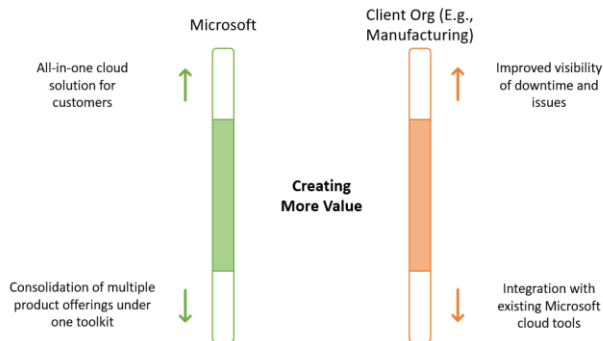 Microsoft
Client Org (E.g.,
Manufacturing)
All-in-one cloud
solution for
customers
Improved visibility
of downtime and
issues
Creating
More Value
Consolidation of multiple
product offerings under
one toolkit
Integration with
existing Microsoft
cloud tools